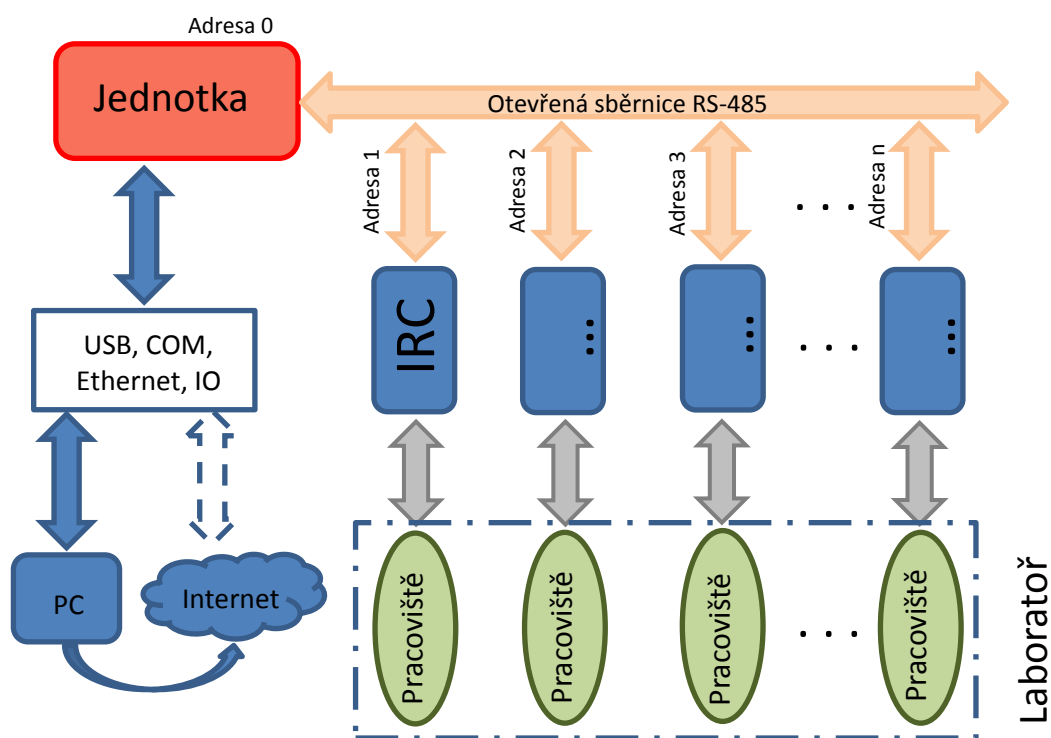 Adresa 0
Jednotka
Otevřená sběrnice RS-485
Adresa 1
Adresa 2
Adresa 3
. . .
Adresa n
USB, COM,
Ethernet, IO
IRC
...
...
. . .
...
PC
Internet
Pracoviště
Pracoviště
Pracoviště
. . .
Pracoviště
Laboratoř